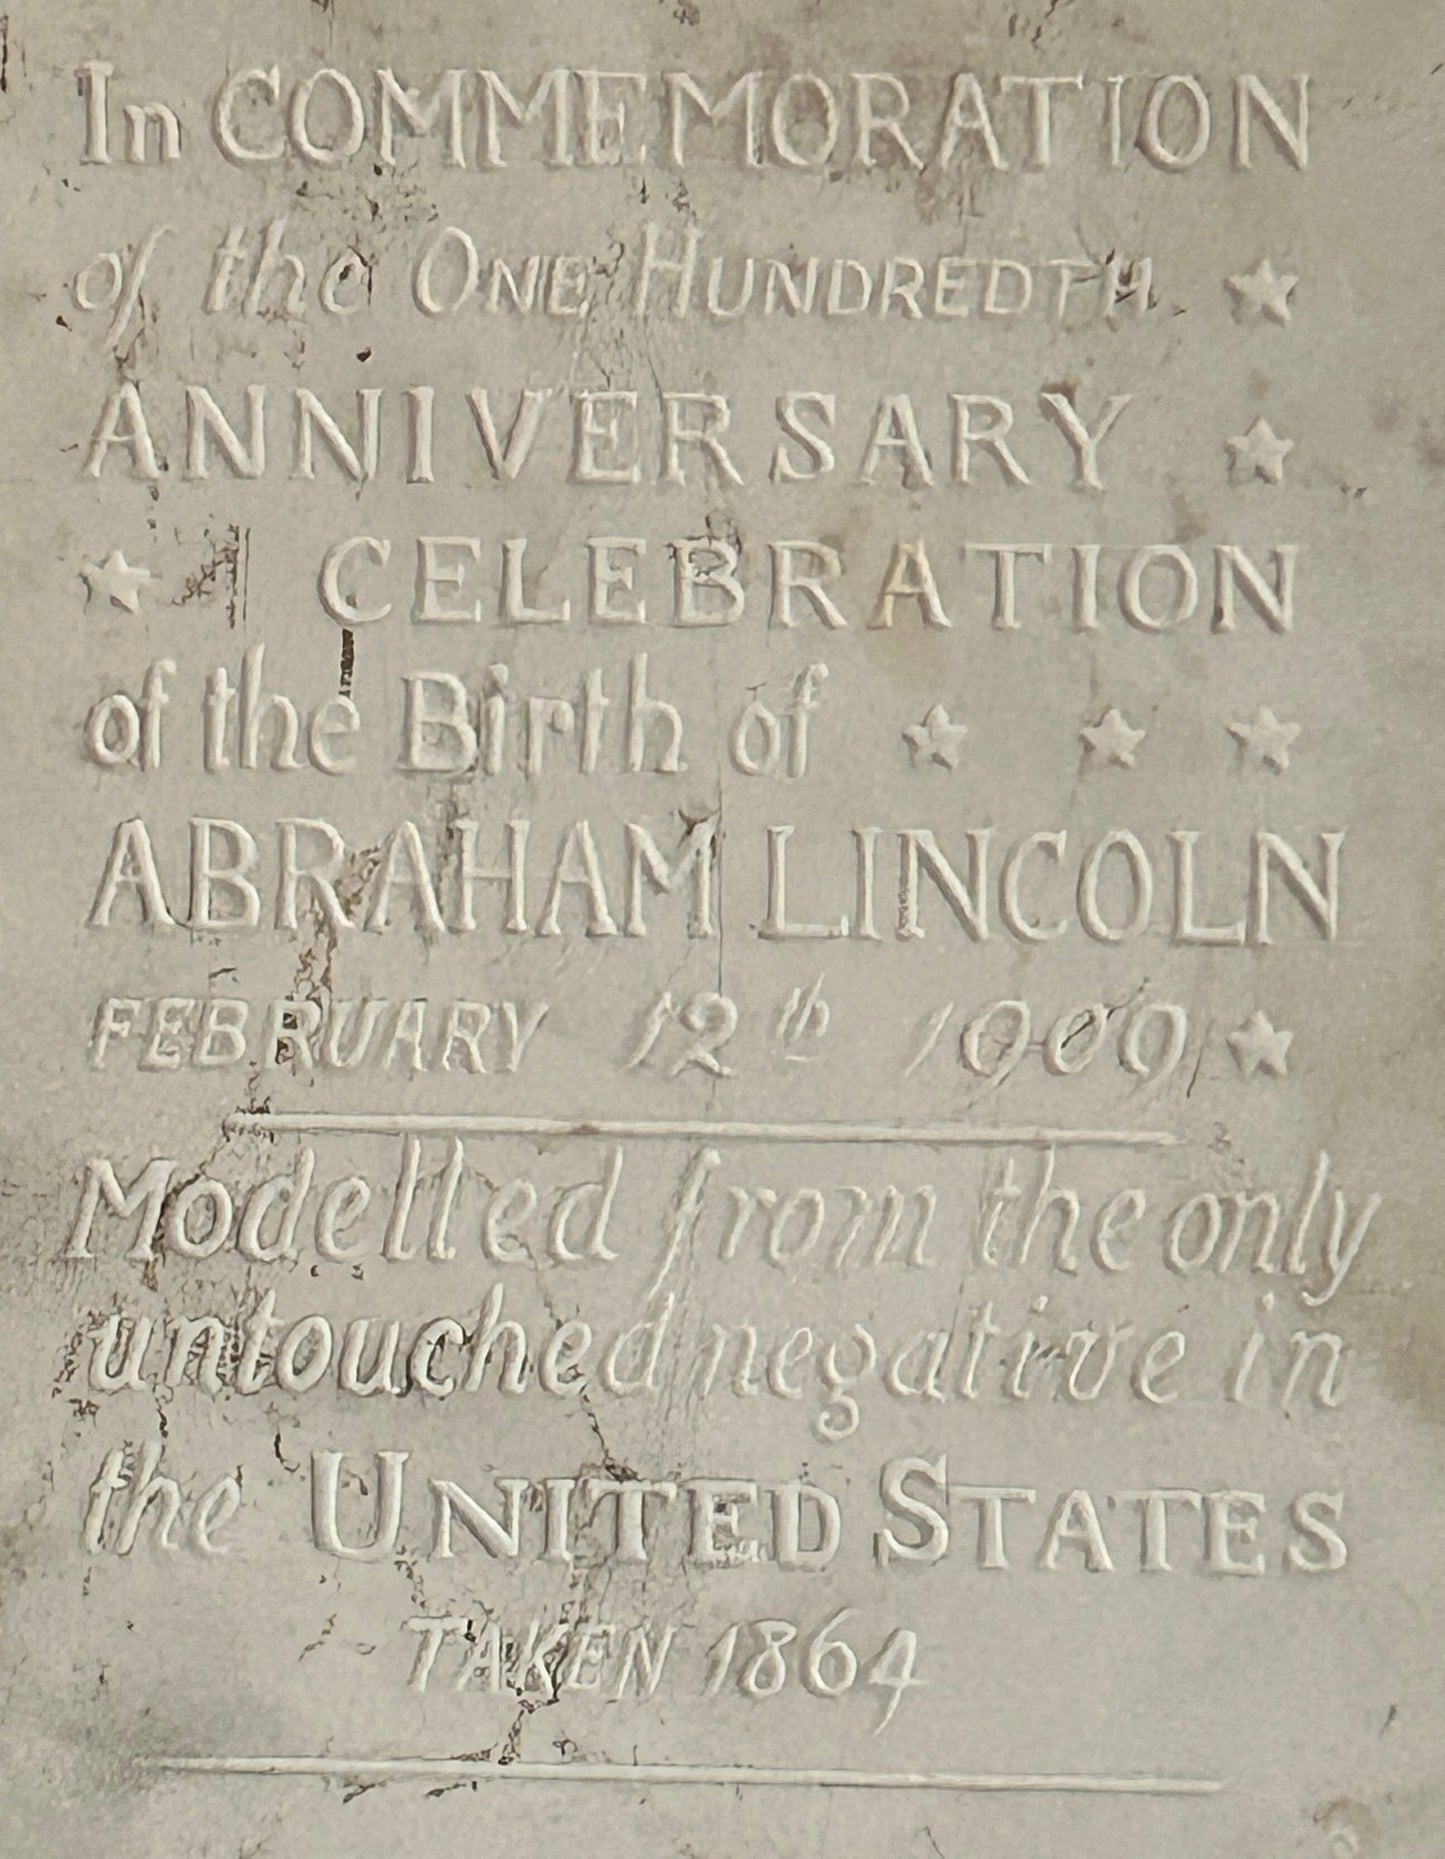 In COMMEMORATION
of the ONE HUNDREDTH
ANNIVERSARY
CELEBRATION
of the Birth of
ABRAHAM LINCOLN
FEBRUARY 12th 1909
Modelled from the only
untouched negative in
the UNITED STATES
TAKEN 1864